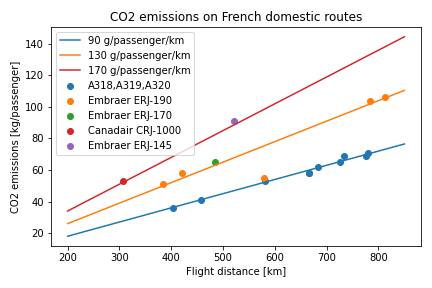 CO2 emissions on French domestic routes
CO2 emissions [kg/passenger]
140
120
100
80
60
40
20
90 g/passenger/km
130 g/passenger/km
170 g/passenger/km
A318,A319,A320
Embraer ERJ-190
Embraer ERJ-170
Canadair CRJ-1000
Embraer ERJ-145
200 300 400 500 600 700 800
Flight distance [km]